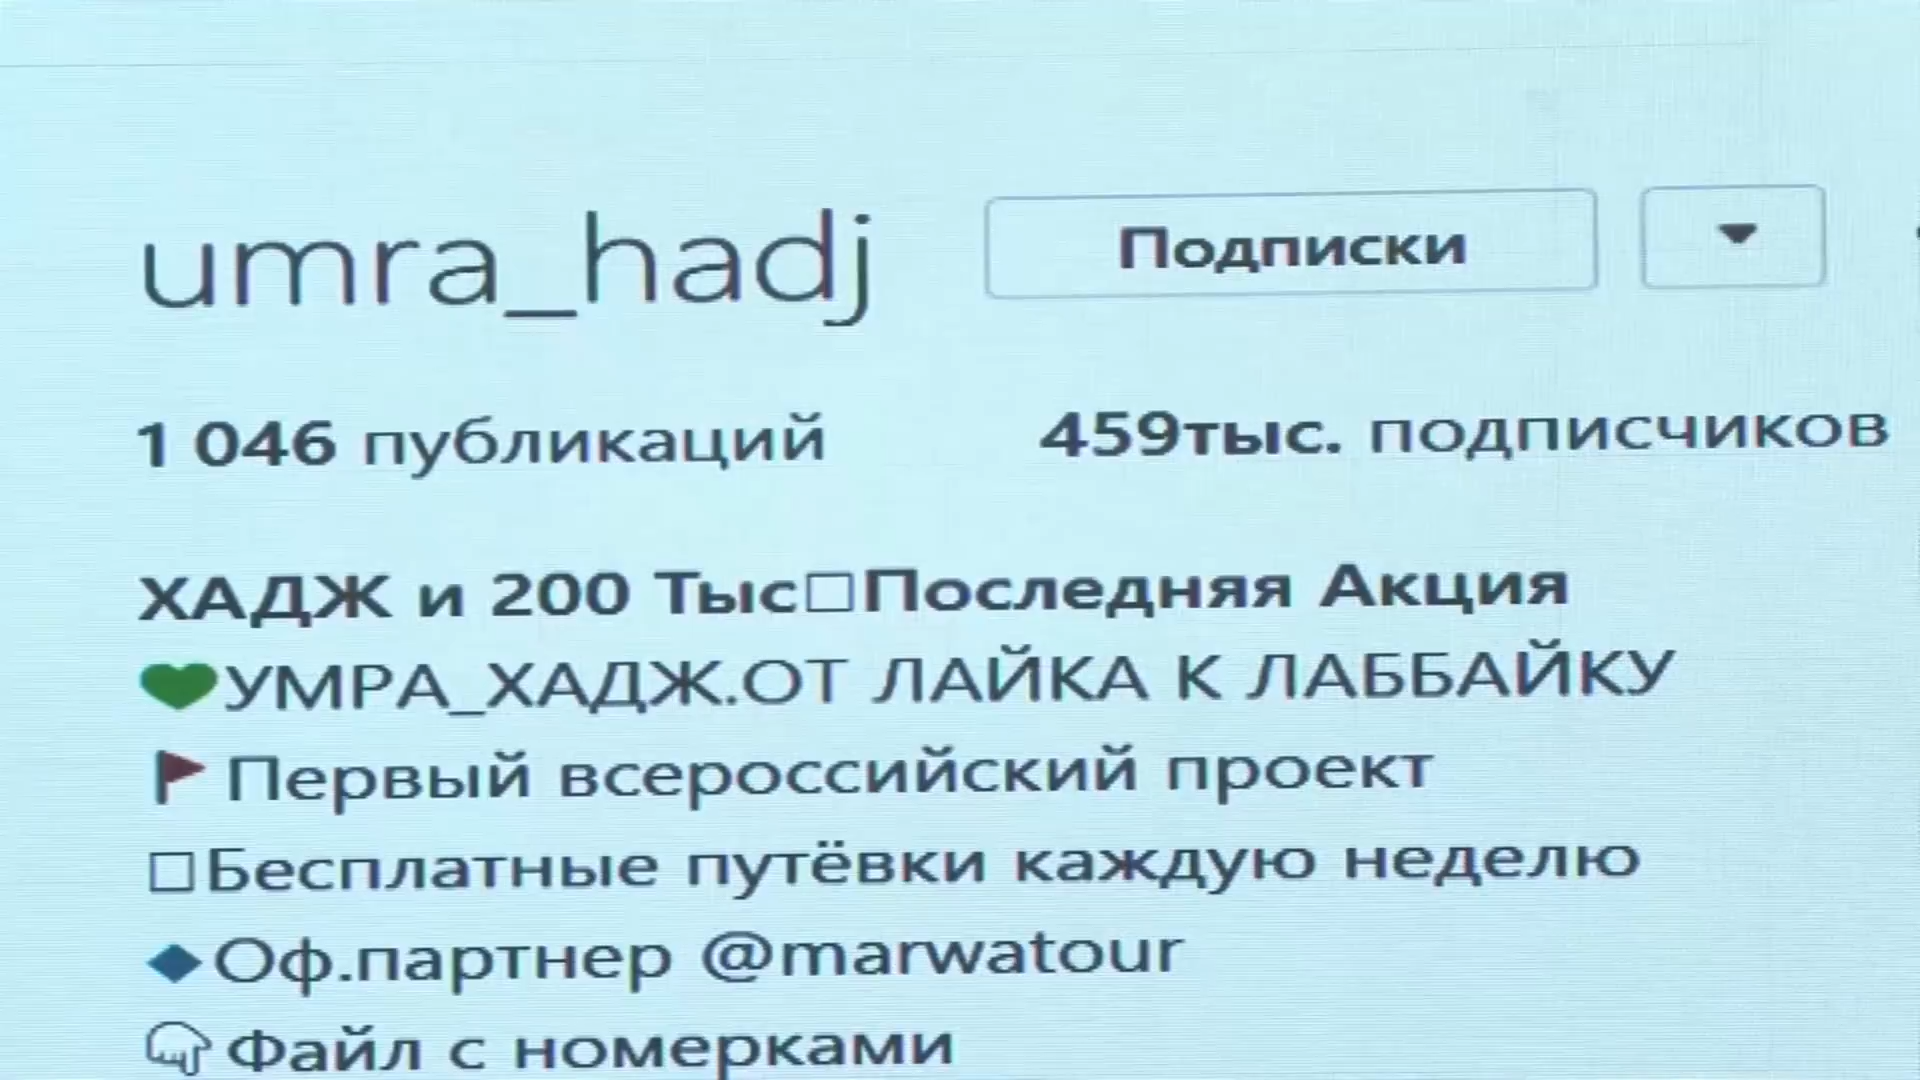 umra_hadj Подписки
1 046 публикаций 459тыс. подписчиков
ХАДЖ и 200 Тыс□Последняя Акция
💚УМРА_ХАДЖ.ОТ ЛАЙКА К ЛАББАЙКУ
🚩Первый всероссийский проект
□Бесплатные путёвки каждую неделю
🔹Оф.партнер @marwatour
👇Файл с номерками